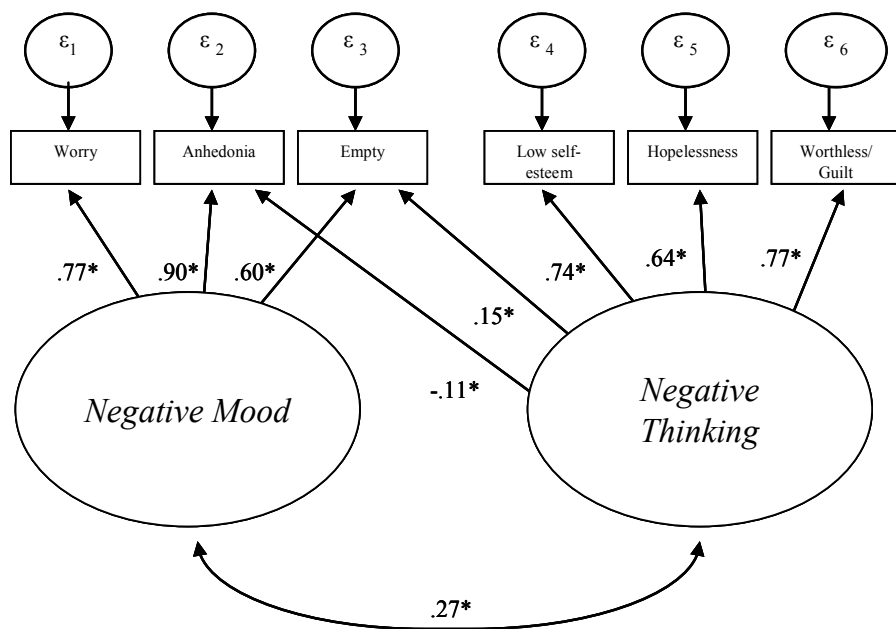 ε1
ε2
ε3
ε4
ε5
ε6
Worry
Anhedonia
Empty
Low self-
esteem
Hopelessness
Worthless/
Guilt
.77*
.90*
.60*
.15*
-.11*
.74*
.64*
.77*
Negative Mood
Negative
Thinking
.27*